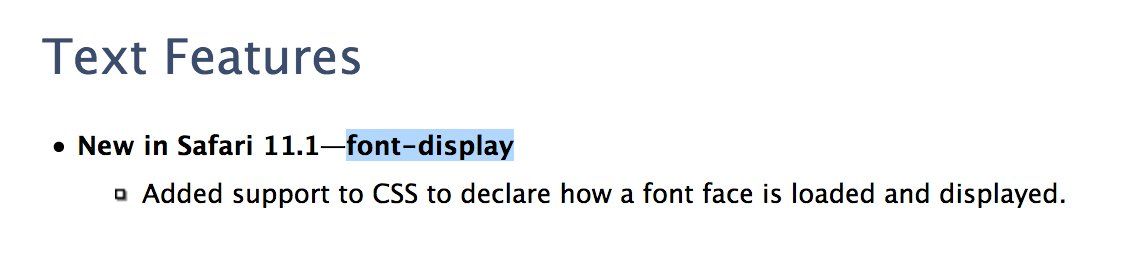 Text Features
• New in Safari 11.1—font-display
Added support to CSS to declare how a font face is loaded and displayed.